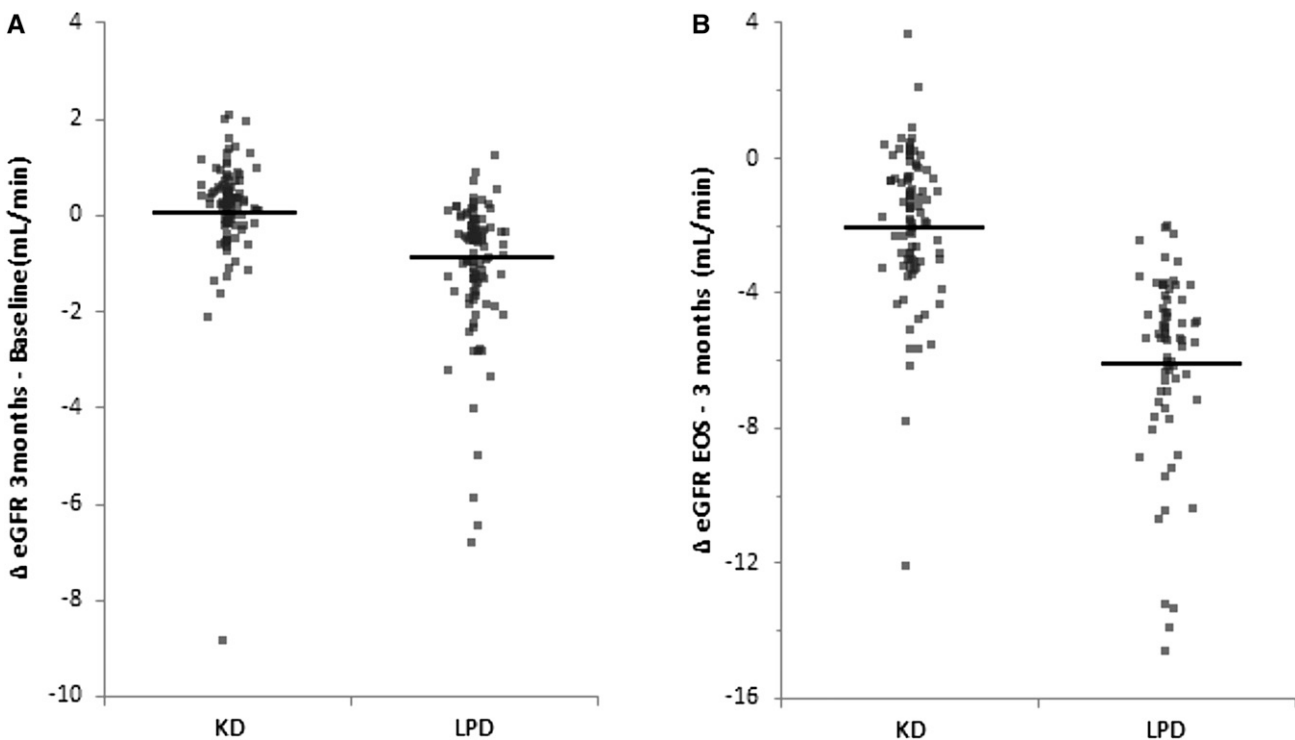 A
Δ eGFR 3months - Baseline(mL/min)
4
2
0
-2
-4
-6
-8
-10
KD LPD
B
Δ eGFR EOS - 3 months (mL/min)
4
0
-4
-8
-12
-16
KD LPD